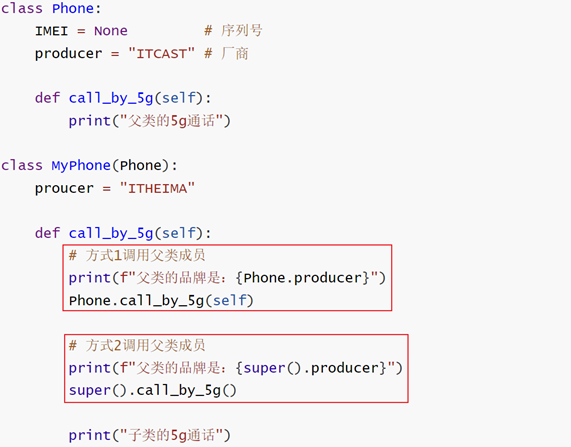 class Phone:
    IMEI = None         # 序列号
    producer = "ITCAST" # 厂商
    def call_by_5g(self):
        print("父类的5g通话")
class MyPhone(Phone):
    proucer = "ITHEIMA"
    def call_by_5g(self):
        # 方式1调用父类成员
        print(f"父类的品牌是：{Phone.producer}")
        Phone.call_by_5g(self)
        # 方式2调用父类成员
        print(f"父类的品牌是：{super().producer}")
        super().call_by_5g()
        print("子类的5g通话")